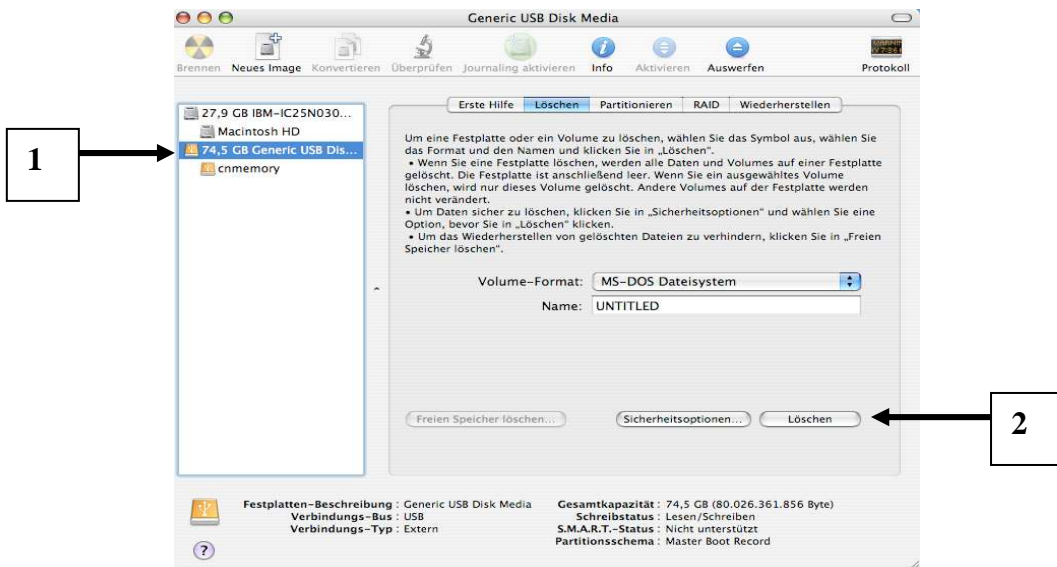 Generic USB Disk Media
Brennen Neues Image Konvertieren Überprüfen Journaling aktivieren Info Aktivieren Auswerfen Protokoll
27,9 GB IBM-IC25N030...
Macintosh HD
74,5 GB Generic USB Dis...
cnmemory
1
Erste Hilfe Löschen Partitionieren RAID Wiederherstellen
Um eine Festplatte oder ein Volume zu löschen, wählen Sie das Symbol aus, wählen Sie
das Format und den Namen und klicken Sie in „Löschen“.
• Wenn Sie eine Festplatte löschen, werden alle Daten und Volumes auf einer Festplatte
gelöscht. Die Festplatte ist anschließend leer. Wenn Sie ein ausgewähltes Volume
löschen, wird nur dieses Volume gelöscht. Andere Volumes auf der Festplatte werden
nicht verändert.
• Um Daten sicher zu löschen, klicken Sie in „Sicherheitsoptionen“ und wählen Sie eine
Option, bevor Sie in „Löschen“ klicken.
• Um das Wiederherstellen von gelöschten Dateien zu verhindern, klicken Sie in „Freien
Speicher löschen“.
Volume-Format: MS-DOS Dateisystem
Name: UNTITLED
Freien Speicher löschen... Sicherheitsoptionen... Löschen
2
Festplatten-Beschreibung : Generic USB Disk Media
Verbindungs-Bus : USB
Verbindungs-Typ : Extern
Gesamtkapazität : 74,5 GB (80.026.361.856 Byte)
Schreibstatus : Lesen/Schreiben
S.M.A.R.T.-Status : Nicht unterstützt
Partitionsschema : Master Boot Record
?